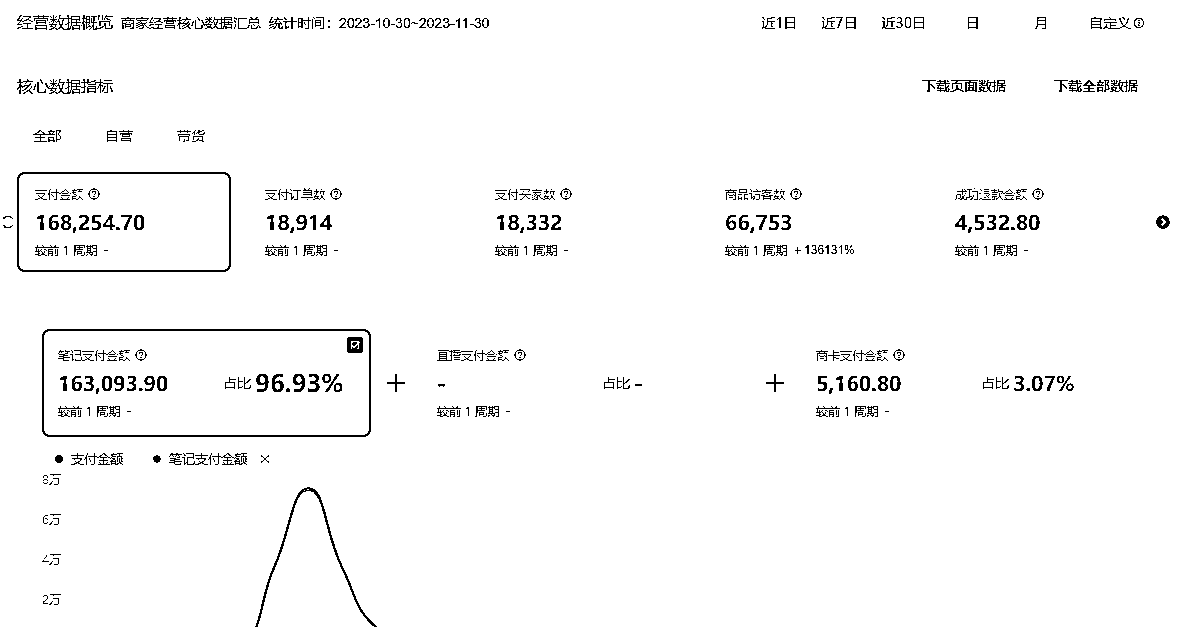 经营数据概览 商家经营核心数据汇总 统计时间：2023-10-30~2023-11-30 近1日 近7日 近30日 日 月 自定义
核心数据指标 下载页面数据 下载全部数据
全部 自营 带货
支付金额 支付订单数 支付买家数 商品访客数 成功退款金额
168,254.70 18,914 18,332 66,753 4,532.80
较前 1 周期 - 较前 1 周期 - 较前 1 周期 - 较前 1 周期 +136131% 较前 1 周期 -
笔记支付金额 直播支付金额 商卡支付金额
163,093.90 占比 96.93% + - 占比 - + 5,160.80 占比 3.07%
较前 1 周期 - 较前 1 周期 - 较前 1 周期 -
支付金额 笔记支付金额 ×
8万
6万
4万
2万